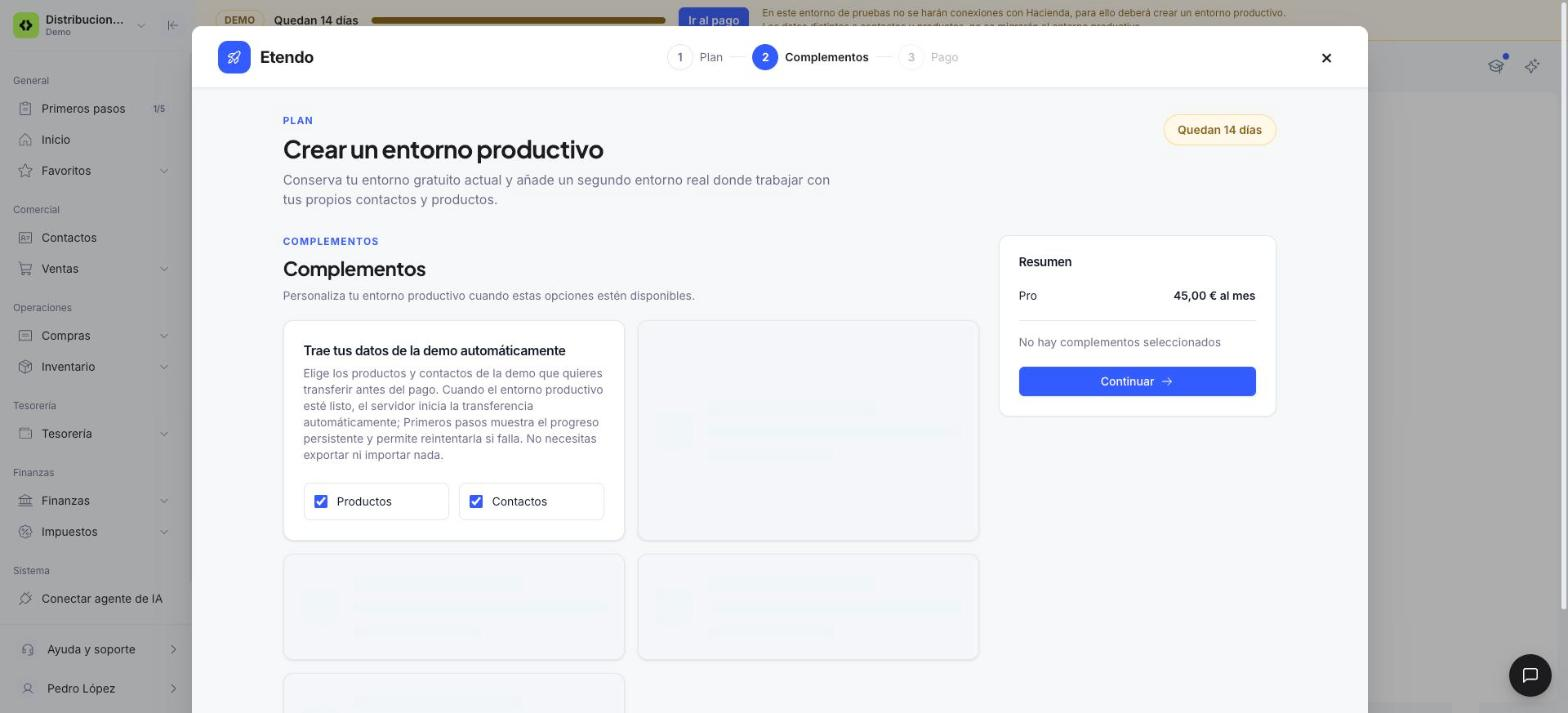 Distribucion...
Demo
DEMO
Quedan 14 días
Ir al pago
En este entorno de pruebas no se harán conexiones con Hacienda, para ello deberá crear un entorno productivo.
Etendo
1 Plan
2 Complementos
3 Pago
General
Primeros pasos 1/5
Inicio
Favoritos
Comercial
Contactos
Ventas
Operaciones
Compras
Inventario
Tesorería
Tesorería
Finanzas
Finanzas
Impuestos
Sistema
Conectar agente de IA
Ayuda y soporte
Pedro López
PLAN
Quedan 14 días
Crear un entorno productivo
Conserva tu entorno gratuito actual y añade un segundo entorno real donde trabajar con
tus propios contactos y productos.
COMPLEMENTOS
Complementos
Personaliza tu entorno productivo cuando estas opciones estén disponibles.
Trae tus datos de la demo automáticamente
Elige los productos y contactos de la demo que quieres
transferir antes del pago. Cuando el entorno productivo
esté listo, el servidor inicia la transferencia
automáticamente; Primeros pasos muestra el progreso
persistente y permite reintentarla si falla. No necesitas
exportar ni importar nada.
Productos
Contactos
Resumen
Pro 45,00 € al mes
No hay complementos seleccionados
Continuar